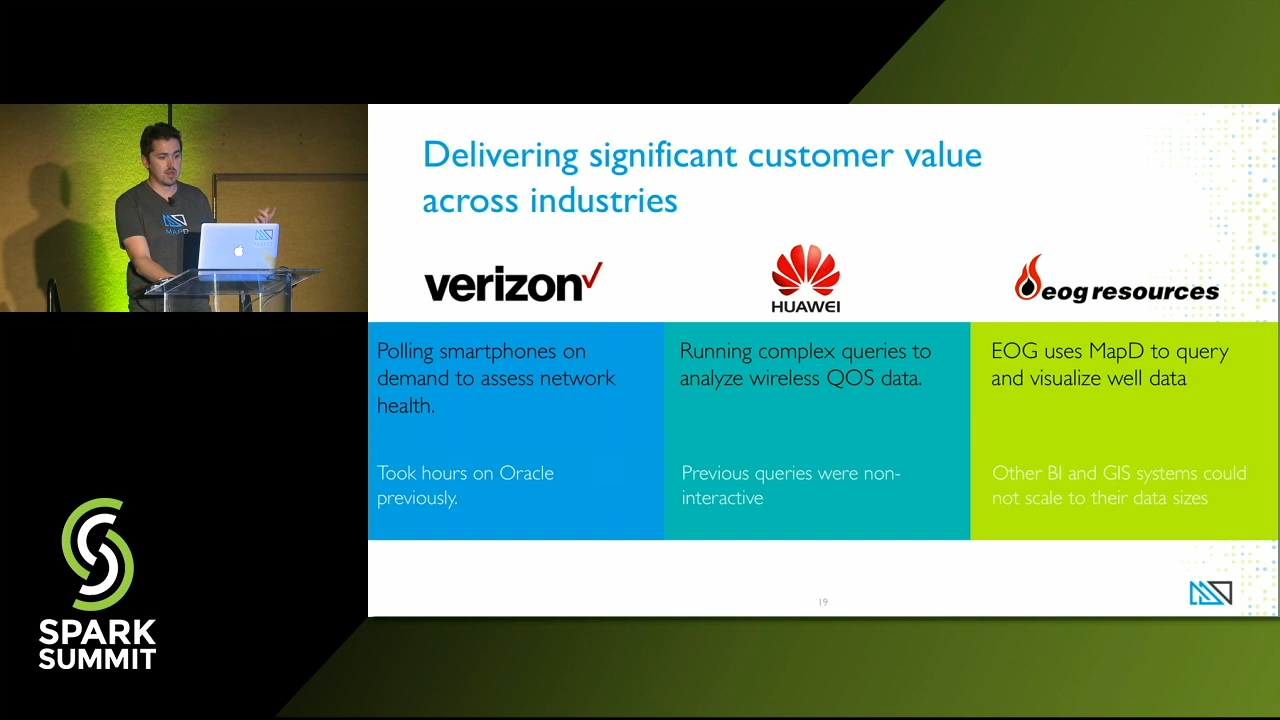 Delivering significant customer value
across industries
verizon
HUAWEI
eog resources
Polling smartphones on
demand to assess network
health.
Running complex queries to
analyze wireless QOS data.
EOG uses MapD to query
and visualize well data
Took hours on Oracle
previously.
Previous queries were non-
interactive
Other BI and GIS systems could
not scale to their data sizes
19
MAPD
SPARK
SUMMIT